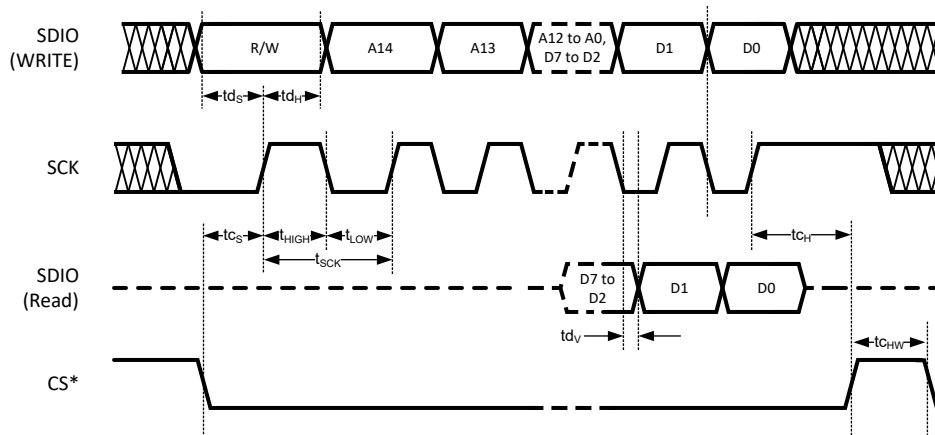 SDIO
(WRITE)
R/W
A14
A13
A12 to A0,
D7 to D2
D1
D0
tdS
tdH
SCK
tcS
tHIGH
tLOW
tSCK
tcH
SDIO
(Read)
D7 to
D2
D1
D0
tdV
tcHW
CS*